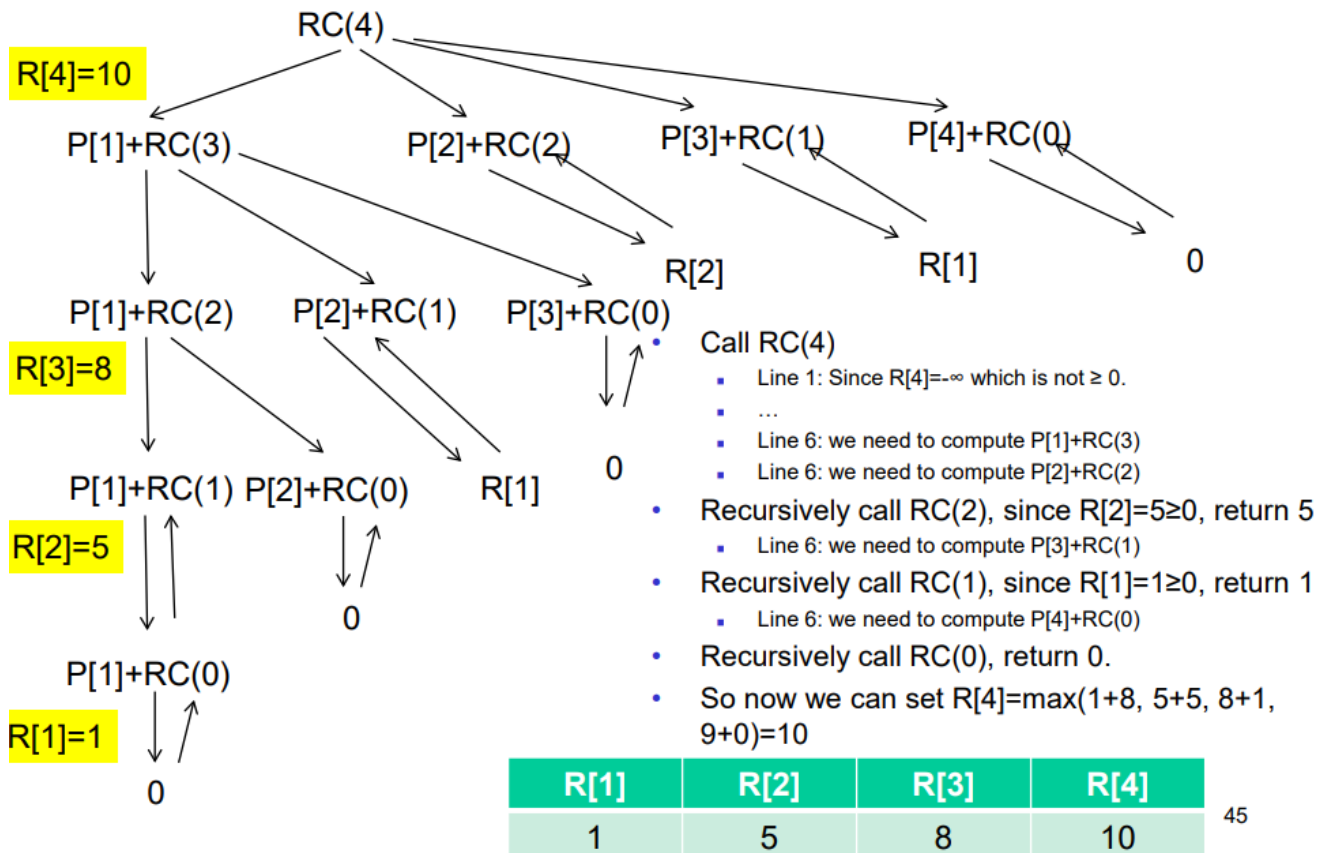 RC(4)
R[4]=10
P[1]+RC(3)
P[2]+RC(2)
P[3]+RC(1)
P[4]+RC(0)
R[2]
R[1]
0
P[1]+RC(2)
P[2]+RC(1)
P[3]+RC(0)
R[3]=8
0
P[1]+RC(1)
P[2]+RC(0)
R[1]
R[2]=5
0
P[1]+RC(0)
R[1]=1
0
• Call RC(4)
▪ Line 1: Since R[4]=-∞ which is not ≥ 0.
▪ …
▪ Line 6: we need to compute P[1]+RC(3)
▪ Line 6: we need to compute P[2]+RC(2)
• Recursively call RC(2), since R[2]=5≥0, return 5
▪ Line 6: we need to compute P[3]+RC(1)
• Recursively call RC(1), since R[1]=1≥0, return 1
▪ Line 6: we need to compute P[4]+RC(0)
• Recursively call RC(0), return 0.
• So now we can set R[4]=max(1+8, 5+5, 8+1,
9+0)=10
R[1] R[2] R[3] R[4]
1 5 8 10
45